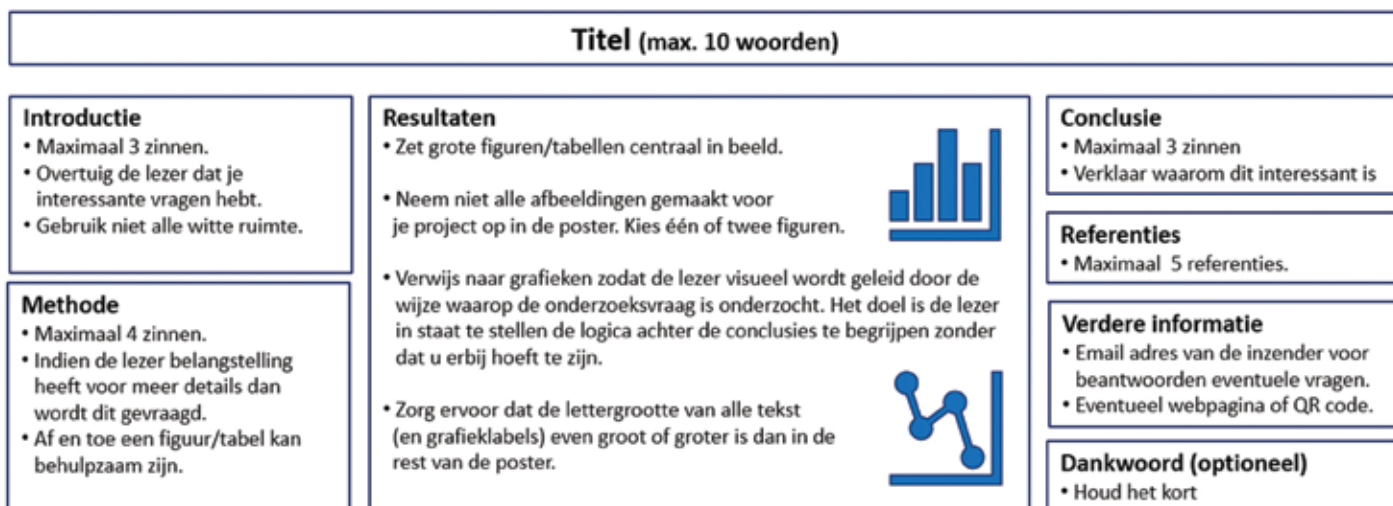 Titel (max. 10 woorden)
Introductie
• Maximaal 3 zinnen.
• Overtuig de lezer dat je
interessante vragen hebt.
• Gebruik niet alle witte ruimte.
Methode
• Maximaal 4 zinnen.
• Indien de lezer belangstelling
heeft voor meer details dan
wordt dit gevraagd.
• Af en toe een figuur/tabel kan
behulpzaam zijn.
Resultaten
• Zet grote figuren/tabellen centraal in beeld.
• Neem niet alle afbeeldingen gemaakt voor
je project op in de poster. Kies één of twee figuren.
• Verwijs naar grafieken zodat de lezer visueel wordt geleid door de
wijze waarop de onderzoeksvraag is onderzocht. Het doel is de lezer
in staat te stellen de logica achter de conclusies te begrijpen zonder
dat u erbij hoeft te zijn.
• Zorg ervoor dat de lettergrootte van alle tekst
(en grafieklabels) even groot of groter is dan in de
rest van de poster.
Conclusie
• Maximaal 3 zinnen
• Verklaar waarom dit interessant is
Referenties
• Maximaal 5 referenties.
Verdere informatie
• Email adres van de inzender voor
beantwoorden eventuele vragen.
• Eventueel webpagina of QR code.
Dankwoord (optioneel)
• Houd het kort